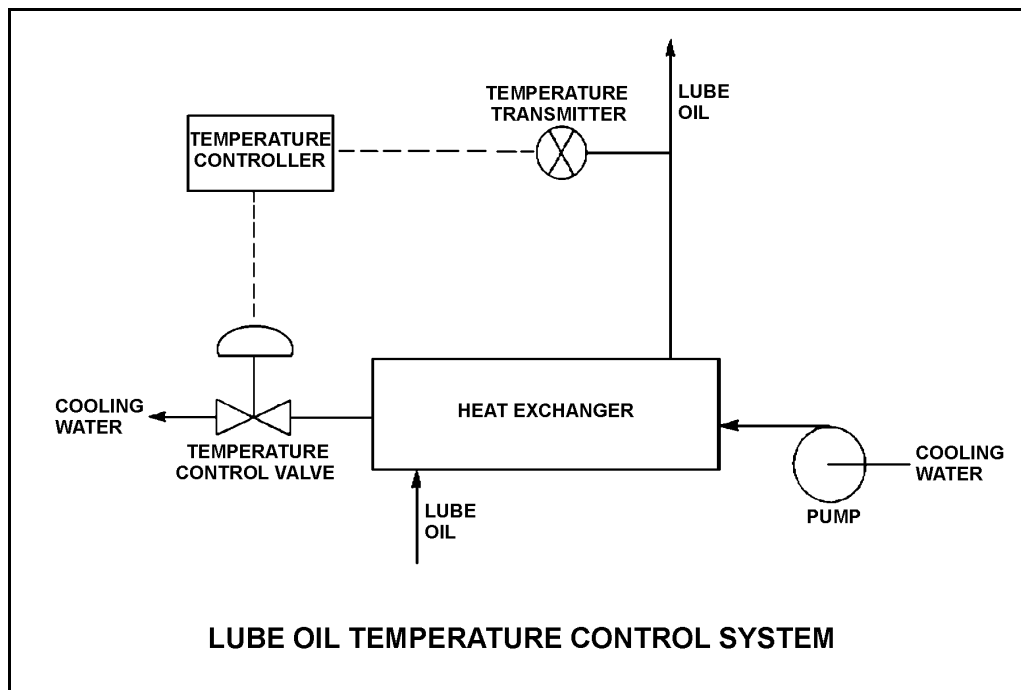 TEMPERATURE
TRANSMITTER
LUBE
OIL
TEMPERATURE
CONTROLLER
COOLING
WATER
TEMPERATURE
CONTROL VALVE
HEAT EXCHANGER
COOLING
WATER
PUMP
LUBE
OIL
LUBE OIL TEMPERATURE CONTROL SYSTEM